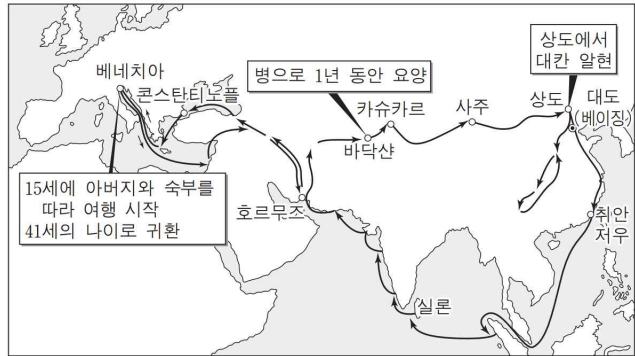 베네치아
콘스탄티노플
병으로 1년 동안 요양
상도에서
대칸 알현
카슈카르
사주
상도
대도
(베이징)
바닥샨
15세에 아버지와 숙부를
따라 여행 시작
41세의 나이로 귀환
호르무즈
취안
저우
실론